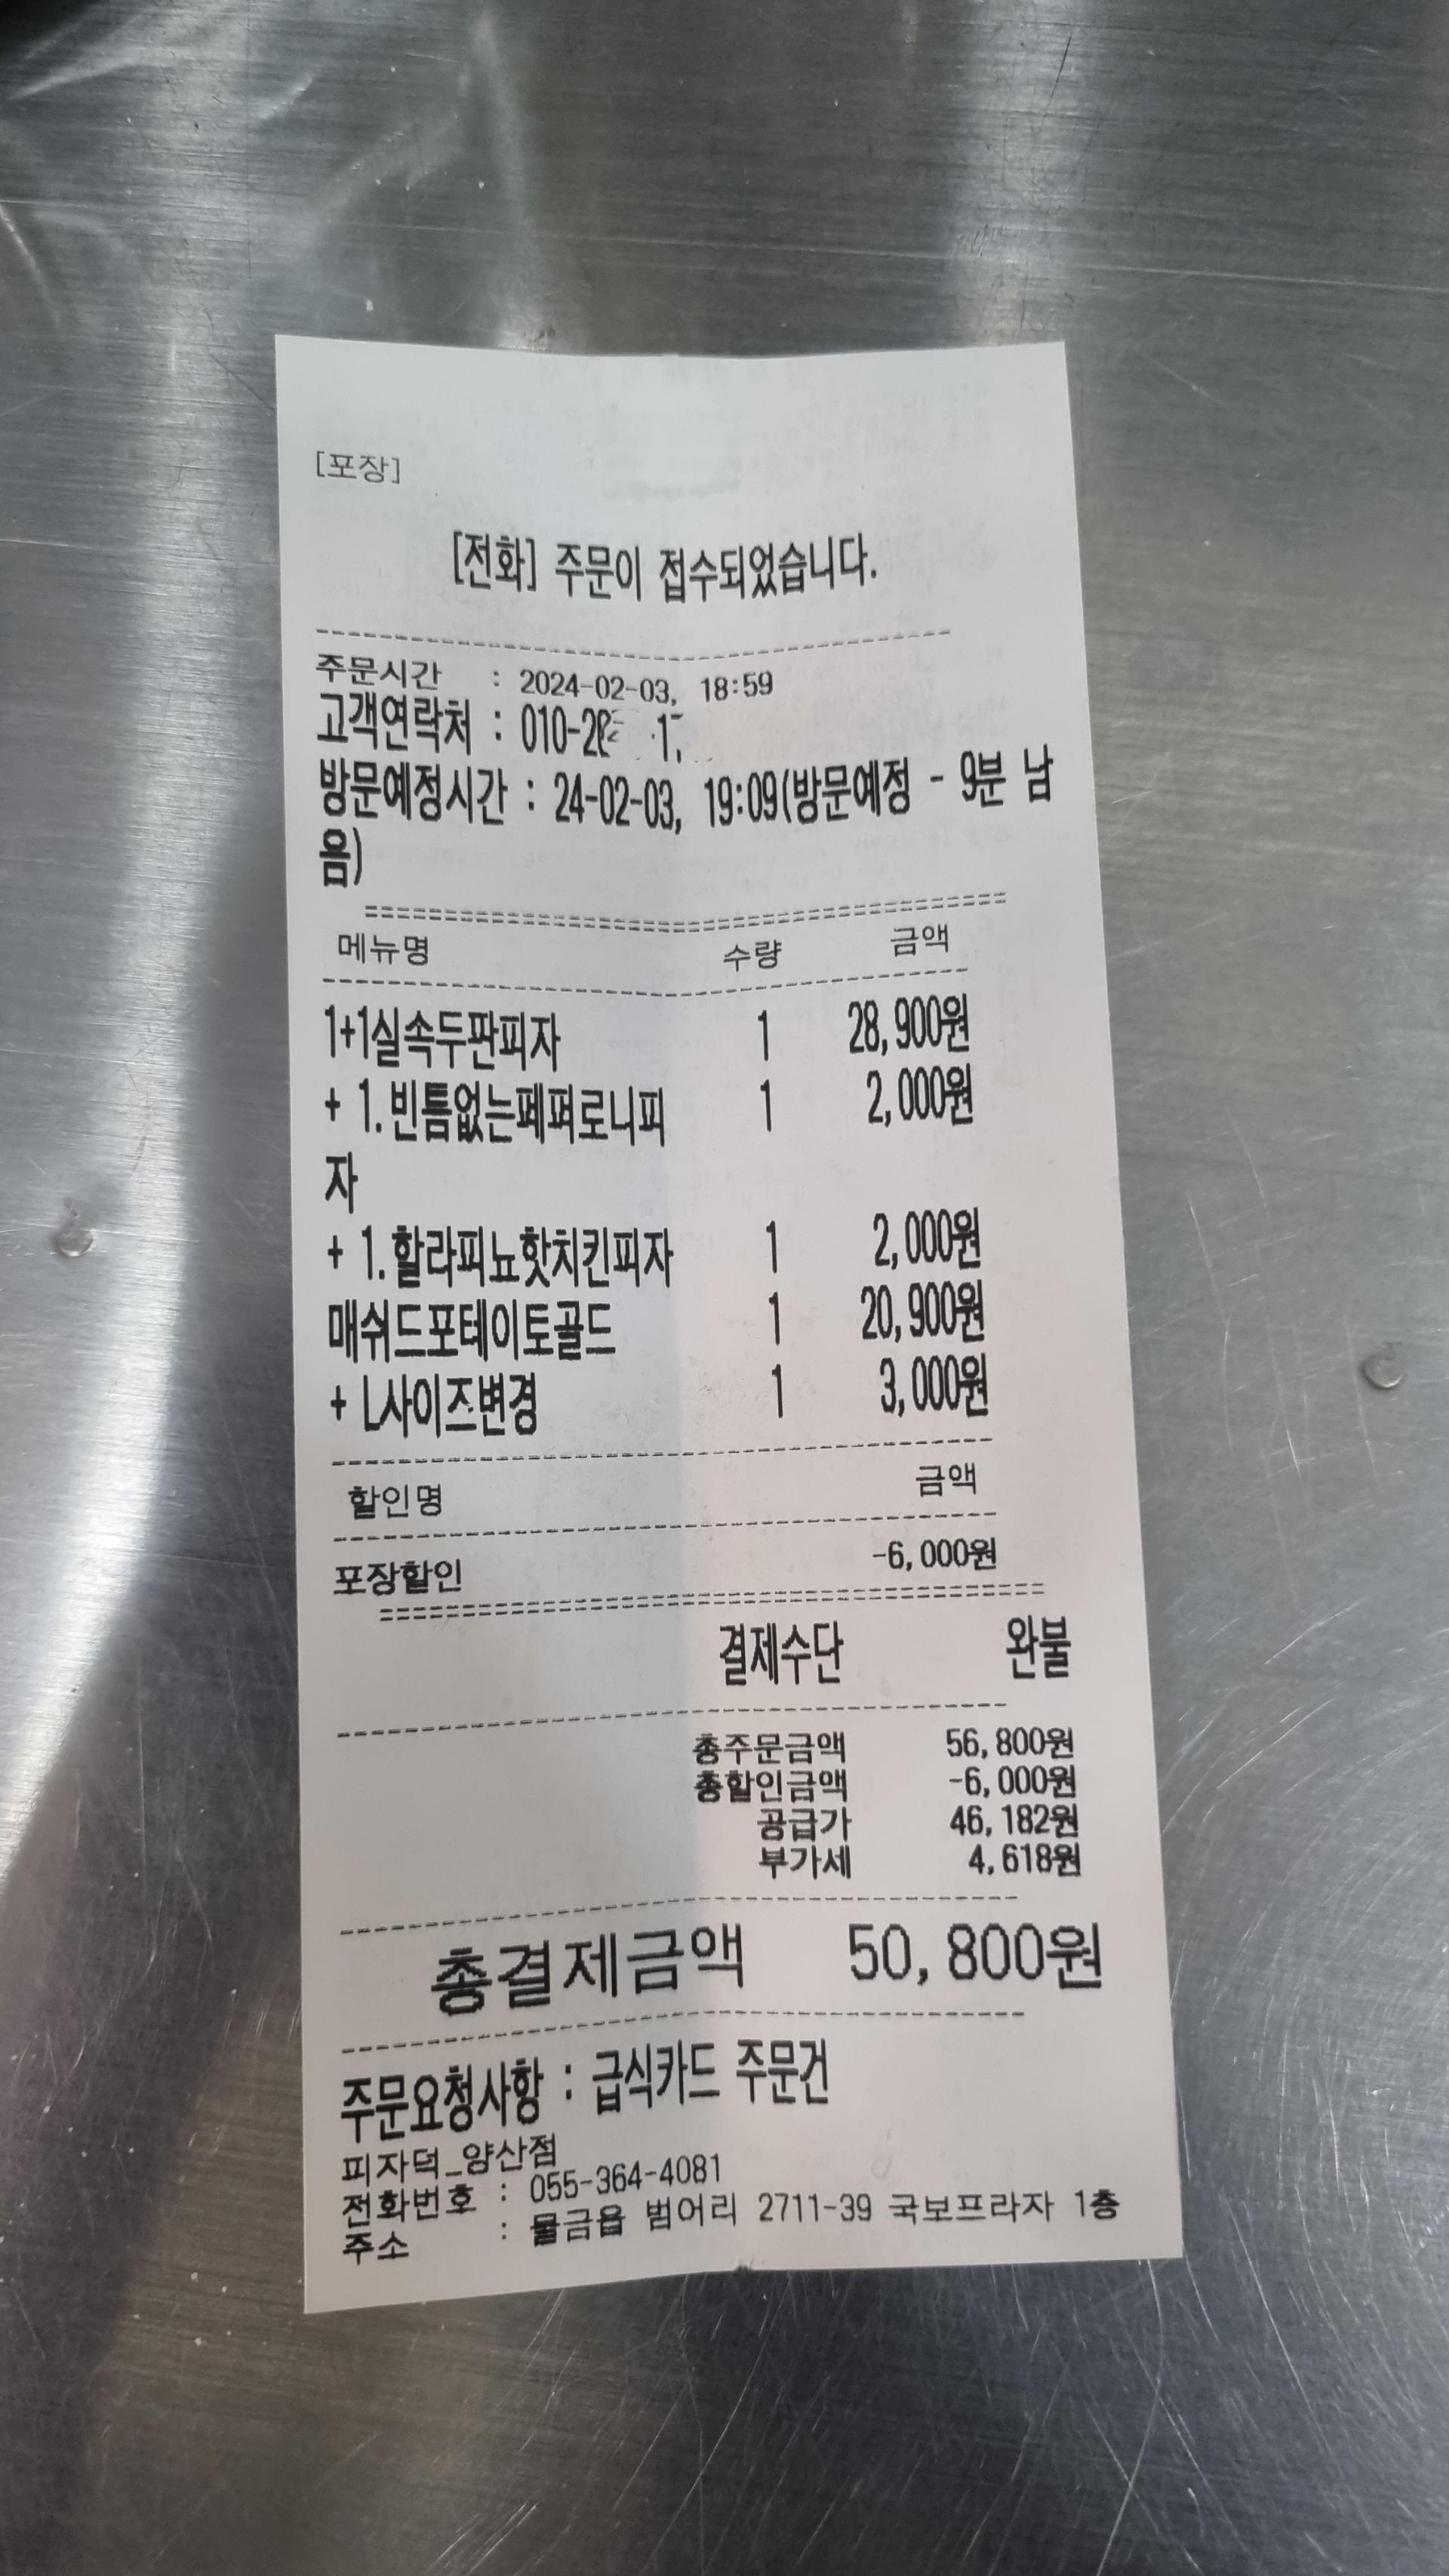 [포장]
[전화] 주문이 접수되었습니다.
주문시간 : 2024-02-03, 18:59
고객연락처 : 010-2
방문예정시간 : 24-02-03, 19:09(방문예정 - 9분 남
음)
메뉴명 수량 금액
1+1실속두판피자 1 28,900원
+ 1.빈틈없는페퍼로니피 1 2,000원
자
+ 1.할라피뇨핫치킨피자 1 2,000원
매쉬드포테이토골드 1 20,900원
+ L사이즈변경 1 3,000원
할인명 금액
포장할인 -6,000원
결제수단 완불
총주문금액 56,800원
총할인금액 -6,000원
공급가 46,182원
부가세 4,618원
총결제금액 50,800원
주문요청사항 : 급식카드 주문건
피자덕_양산점
전화번호 : 055-364-4081
주소 : 물금읍 범어리 2711-39 국보프라자 1층